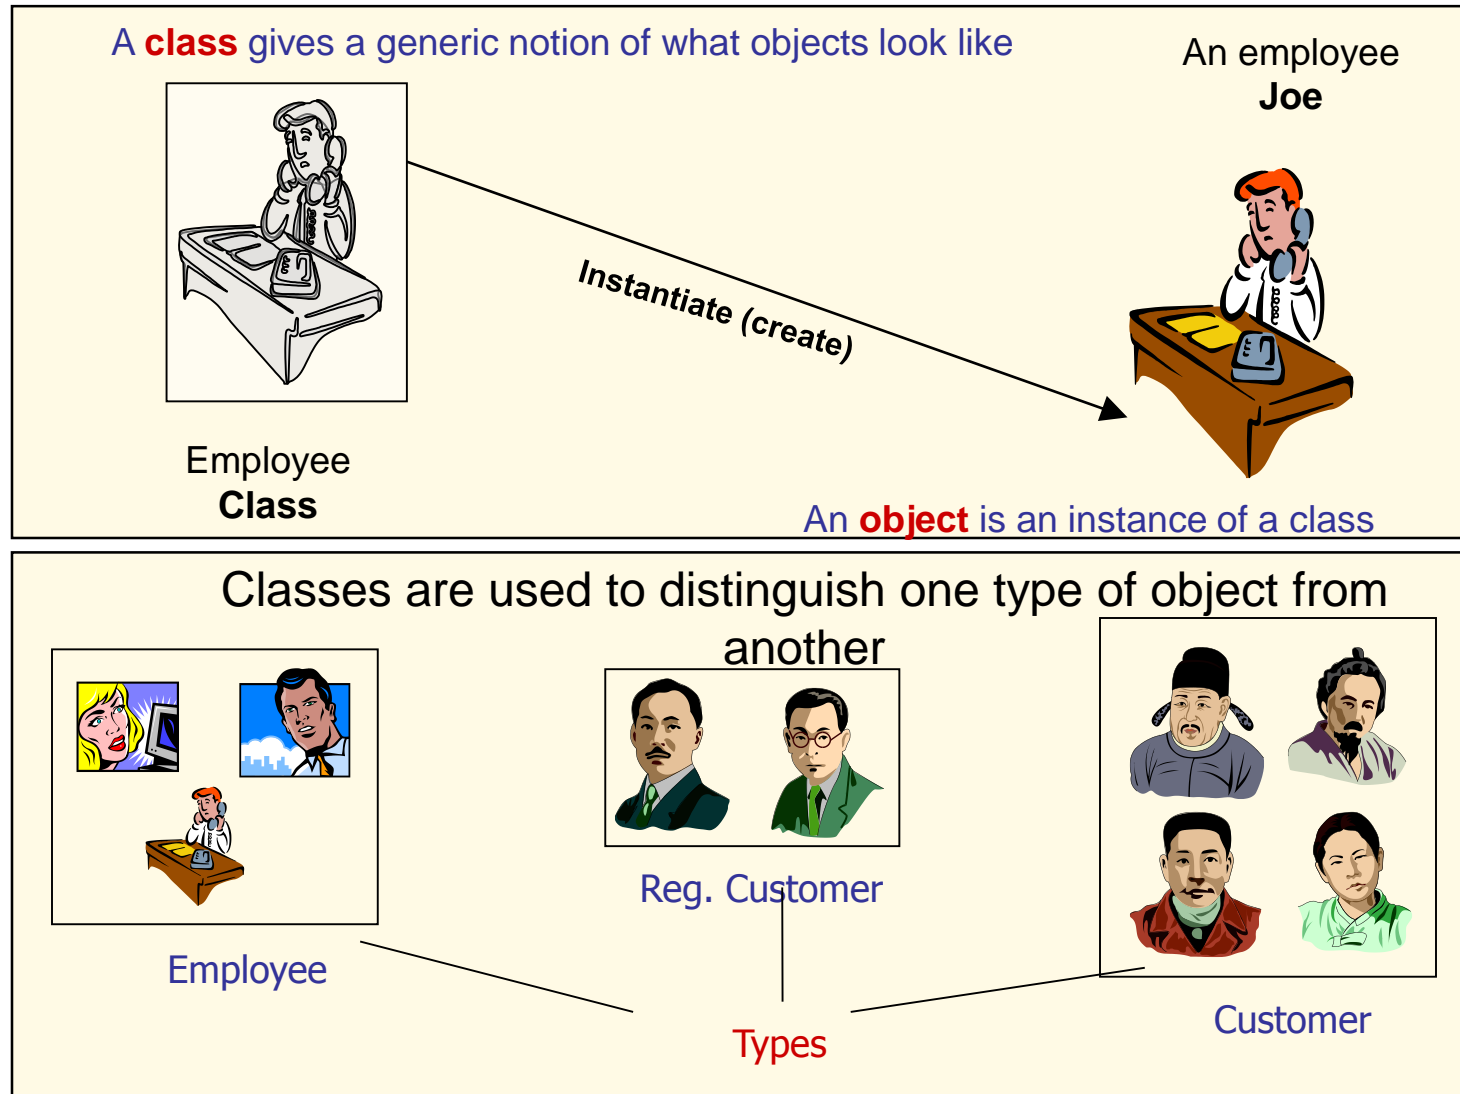 A class gives a generic notion of what objects look like
An employee
Joe
Instantiate (create)
Employee
Class
An object is an instance of a class
Classes are used to distinguish one type of object from
another
Reg. Customer
Employee
Customer
Types